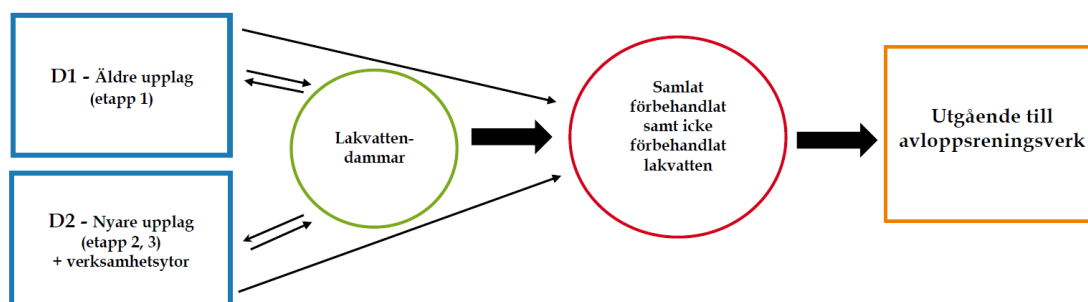 D1 - Äldre upplag
(etapp 1)
D2 - Nyare upplag
(etapp 2, 3)
+ verksamhetsytor
Lakvatten-
dammar
Samlat
förbehandlat
samt icke
förbehandlat
lakvatten
Utgående till
avloppsreningsverk